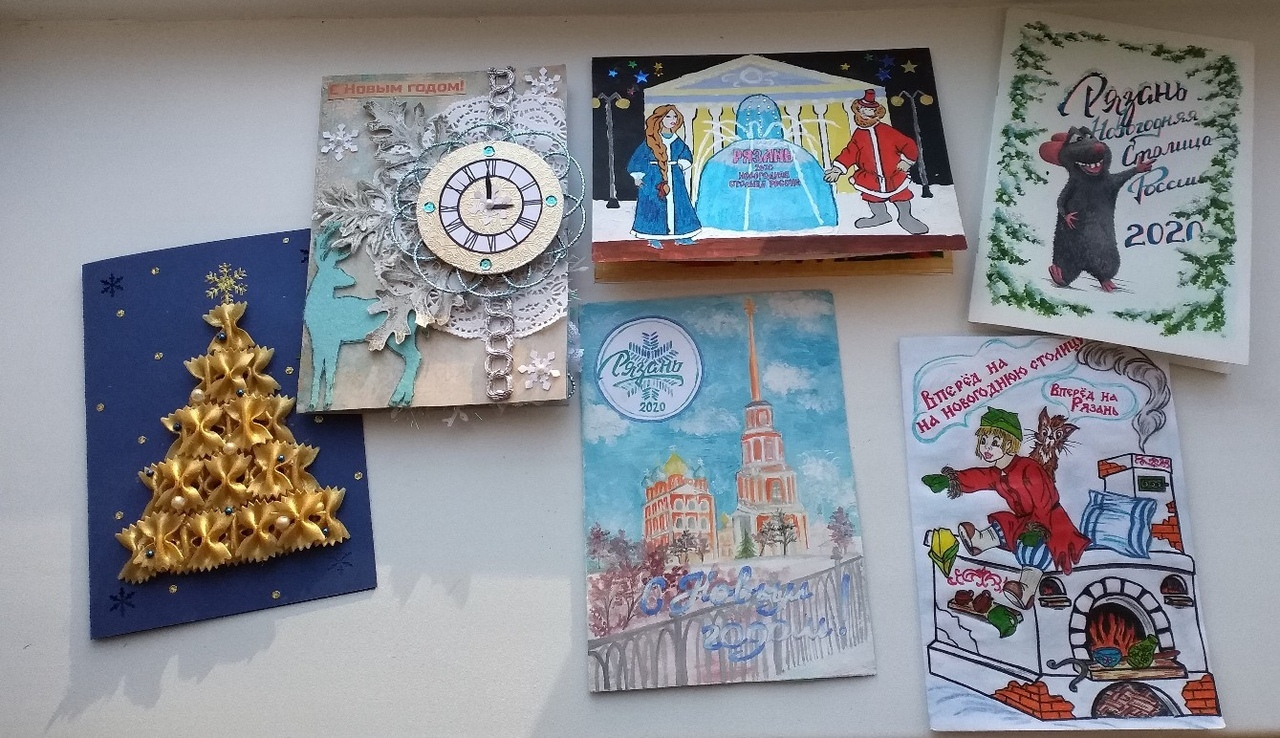 С Новым годом!
РЯЗАНЬ
2020
НОВОГОДНЯЯ
СТОЛИЦА РОССИИ
Рязань
Новогодняя
Столица
России
2020
Рязань
2020
С Новым
годом!
Вперёд на
на новогоднюю столицу
Вперёд на
Рязань